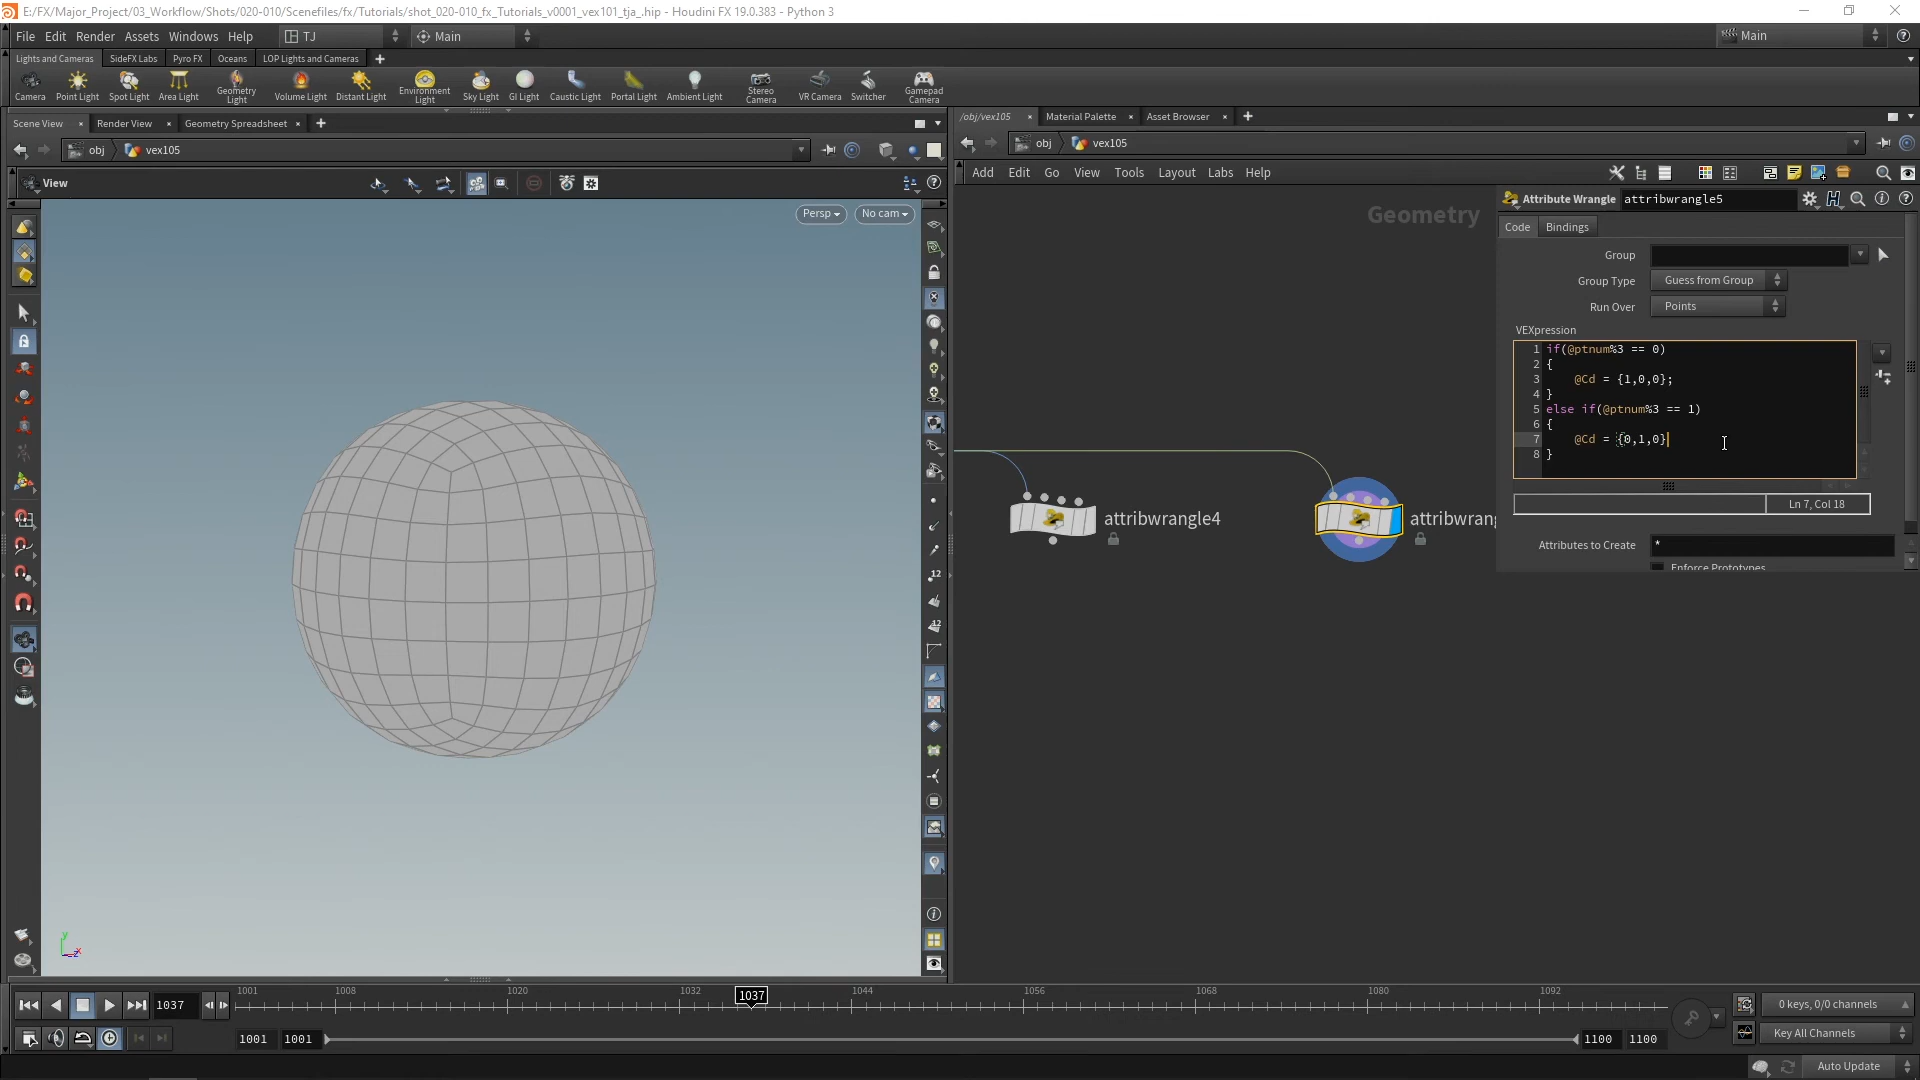 E:/FX/Major_Project/03_Workflow/Shots/020-010/Scenefiles/fx/Tutorials/shot_020-010_fx_Tutorials_v0001_vex101_tja_.hip - Houdini FX 19.0.383 - Python 3
File Edit Render Assets Windows Help TJ Main Main
Lights and Cameras SideFX Labs Pyro FX Oceans LOP Lights and Cameras
Camera Point Light Spot Light Area Light Geometry Light Volume Light Distant Light Environment Light Sky Light GI Light Caustic Light Portal Light Ambient Light Stereo Camera VR Camera Switcher Gamepad Camera
Scene View Render View Geometry Spreadsheet
obj vex105
View
Persp No cam
/obj/vex105 Material Palette Asset Browser
obj vex105
Add Edit Go View Tools Layout Labs Help
Geometry
Attribute Wrangle attribwrangle5
Code Bindings
Group
Group Type Guess from Group
Run Over Points
VEXpression
1 if(@ptnum%3 == 0)
2 {
3 @Cd = {1,0,0};
4 }
5 else if(@ptnum%3 == 1)
6 {
7 @Cd = {0,1,0}
8 }
Ln 7, Col 18
Attributes to Create *
Enforce Prototypes
attribwrangle4
attribwrang
12
12
y
x
z
1037
1001 1008 1020 1032 1037 1044 1056 1068 1080 1092
0 keys, 0/0 channels
1001 1001 1100 1100
Key All Channels
Auto Update